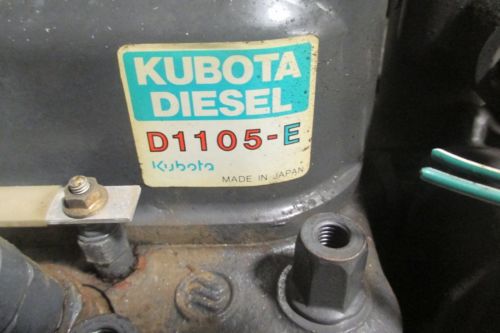 KUBOTA
DIESEL
D1105-E
Kubota
MADE IN JAPAN